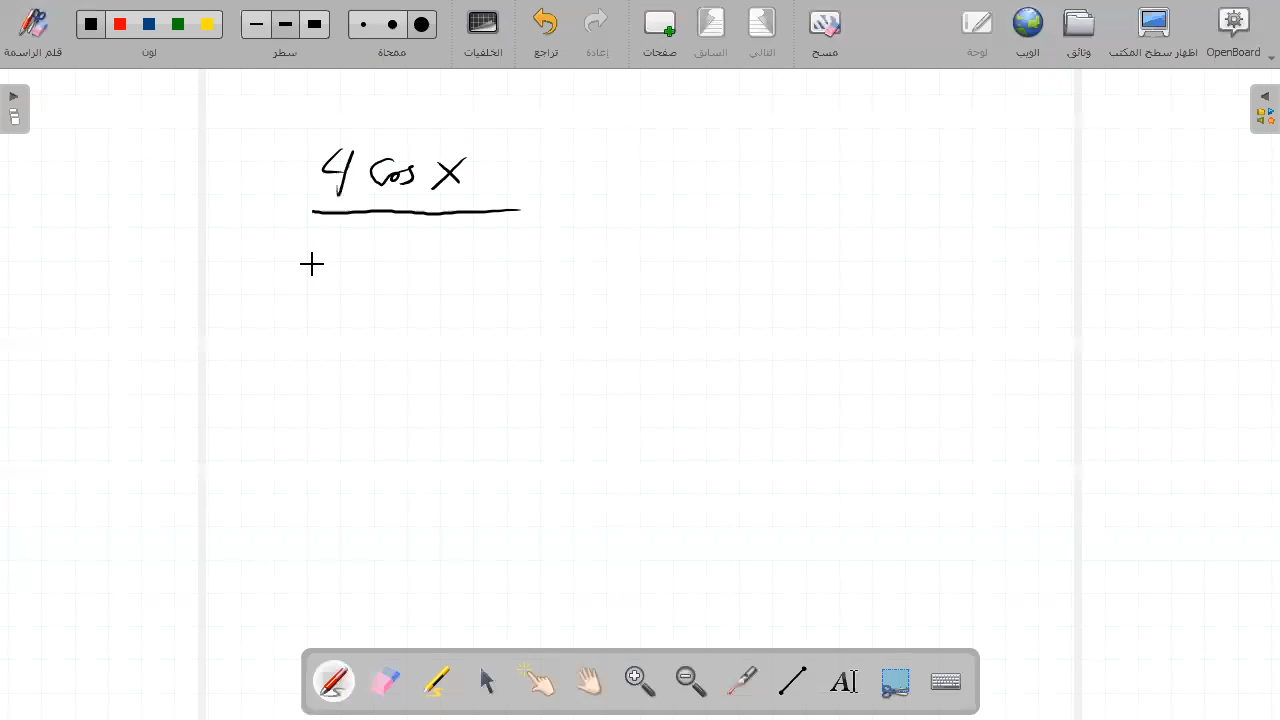 قلم الراسمة
لون
سطر
ممحاة
الخلفيات
تراجع
إعادة
صفحات
السابق
التالي
مسح
لوحة
الويب
وثائق
اظهار سطح المكتب
OpenBoard
4 cos x